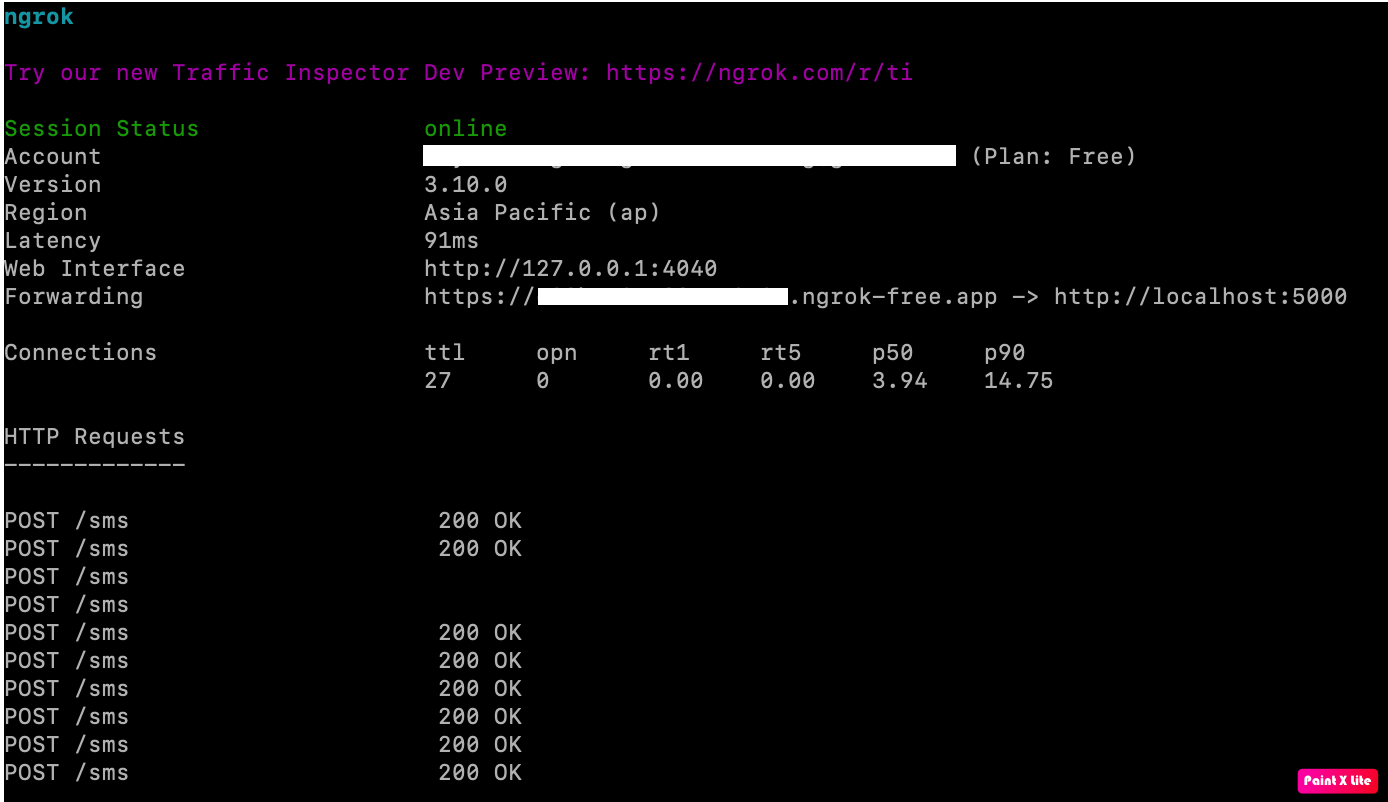 ngrok
Try our new Traffic Inspector Dev Preview: https://ngrok.com/r/ti
Session Status online
Account (Plan: Free)
Version 3.10.0
Region Asia Pacific (ap)
Latency 91ms
Web Interface http://127.0.0.1:4040
Forwarding https:// .ngrok-free.app -> http://localhost:5000
Connections ttl opn rt1 rt5 p50 p90
27 0 0.00 0.00 3.94 14.75
HTTP Requests
-------------
POST /sms 200 OK
POST /sms 200 OK
POST /sms
POST /sms
POST /sms 200 OK
POST /sms 200 OK
POST /sms 200 OK
POST /sms 200 OK
POST /sms 200 OK
POST /sms 200 OK
Paint X Lite